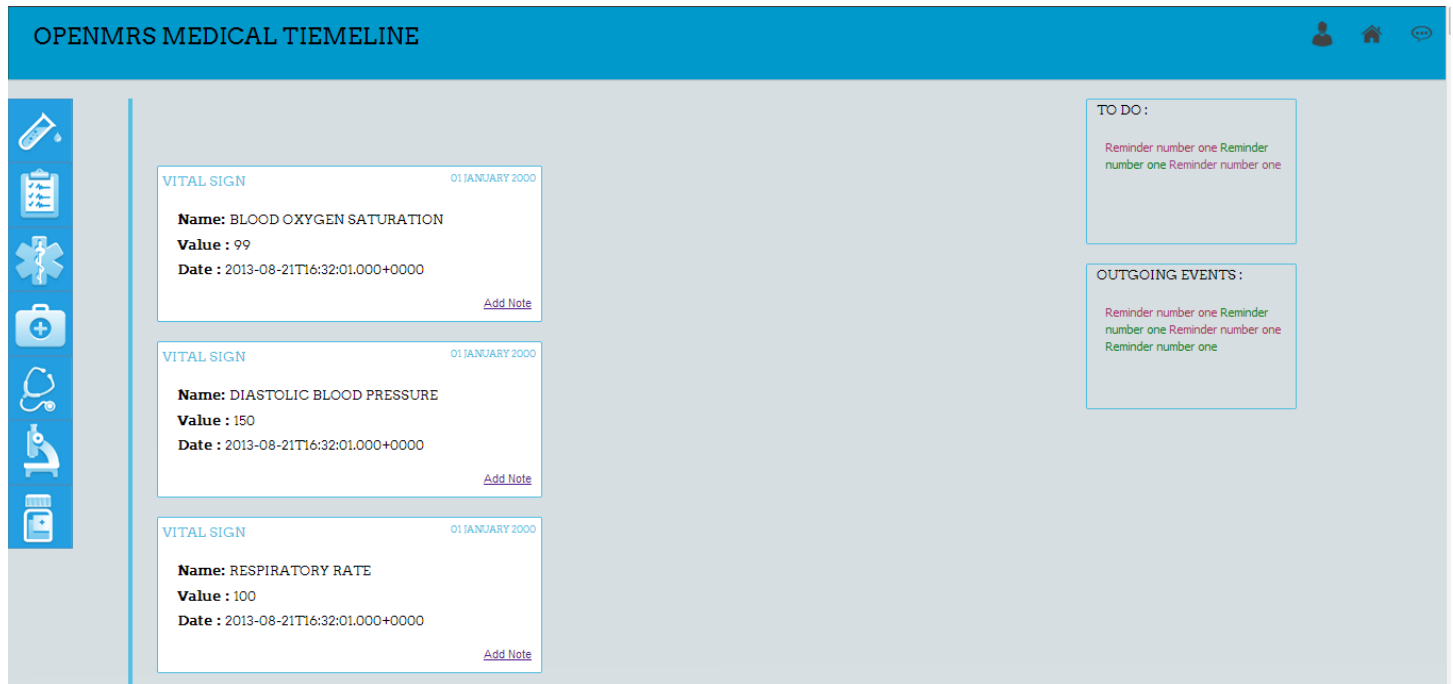 OPENMRS MEDICAL TIEMELINE
VITAL SIGN 01 JANUARY 2000
Name: BLOOD OXYGEN SATURATION
Value : 99
Date : 2013-08-21T16:32:01.000+0000
Add Note
VITAL SIGN 01 JANUARY 2000
Name: DIASTOLIC BLOOD PRESSURE
Value : 150
Date : 2013-08-21T16:32:01.000+0000
Add Note
VITAL SIGN 01 JANUARY 2000
Name: RESPIRATORY RATE
Value : 100
Date : 2013-08-21T16:32:01.000+0000
Add Note
TO DO :
Reminder number one Reminder
number one Reminder number one
OUTGOING EVENTS :
Reminder number one Reminder
number one Reminder number one
Reminder number one